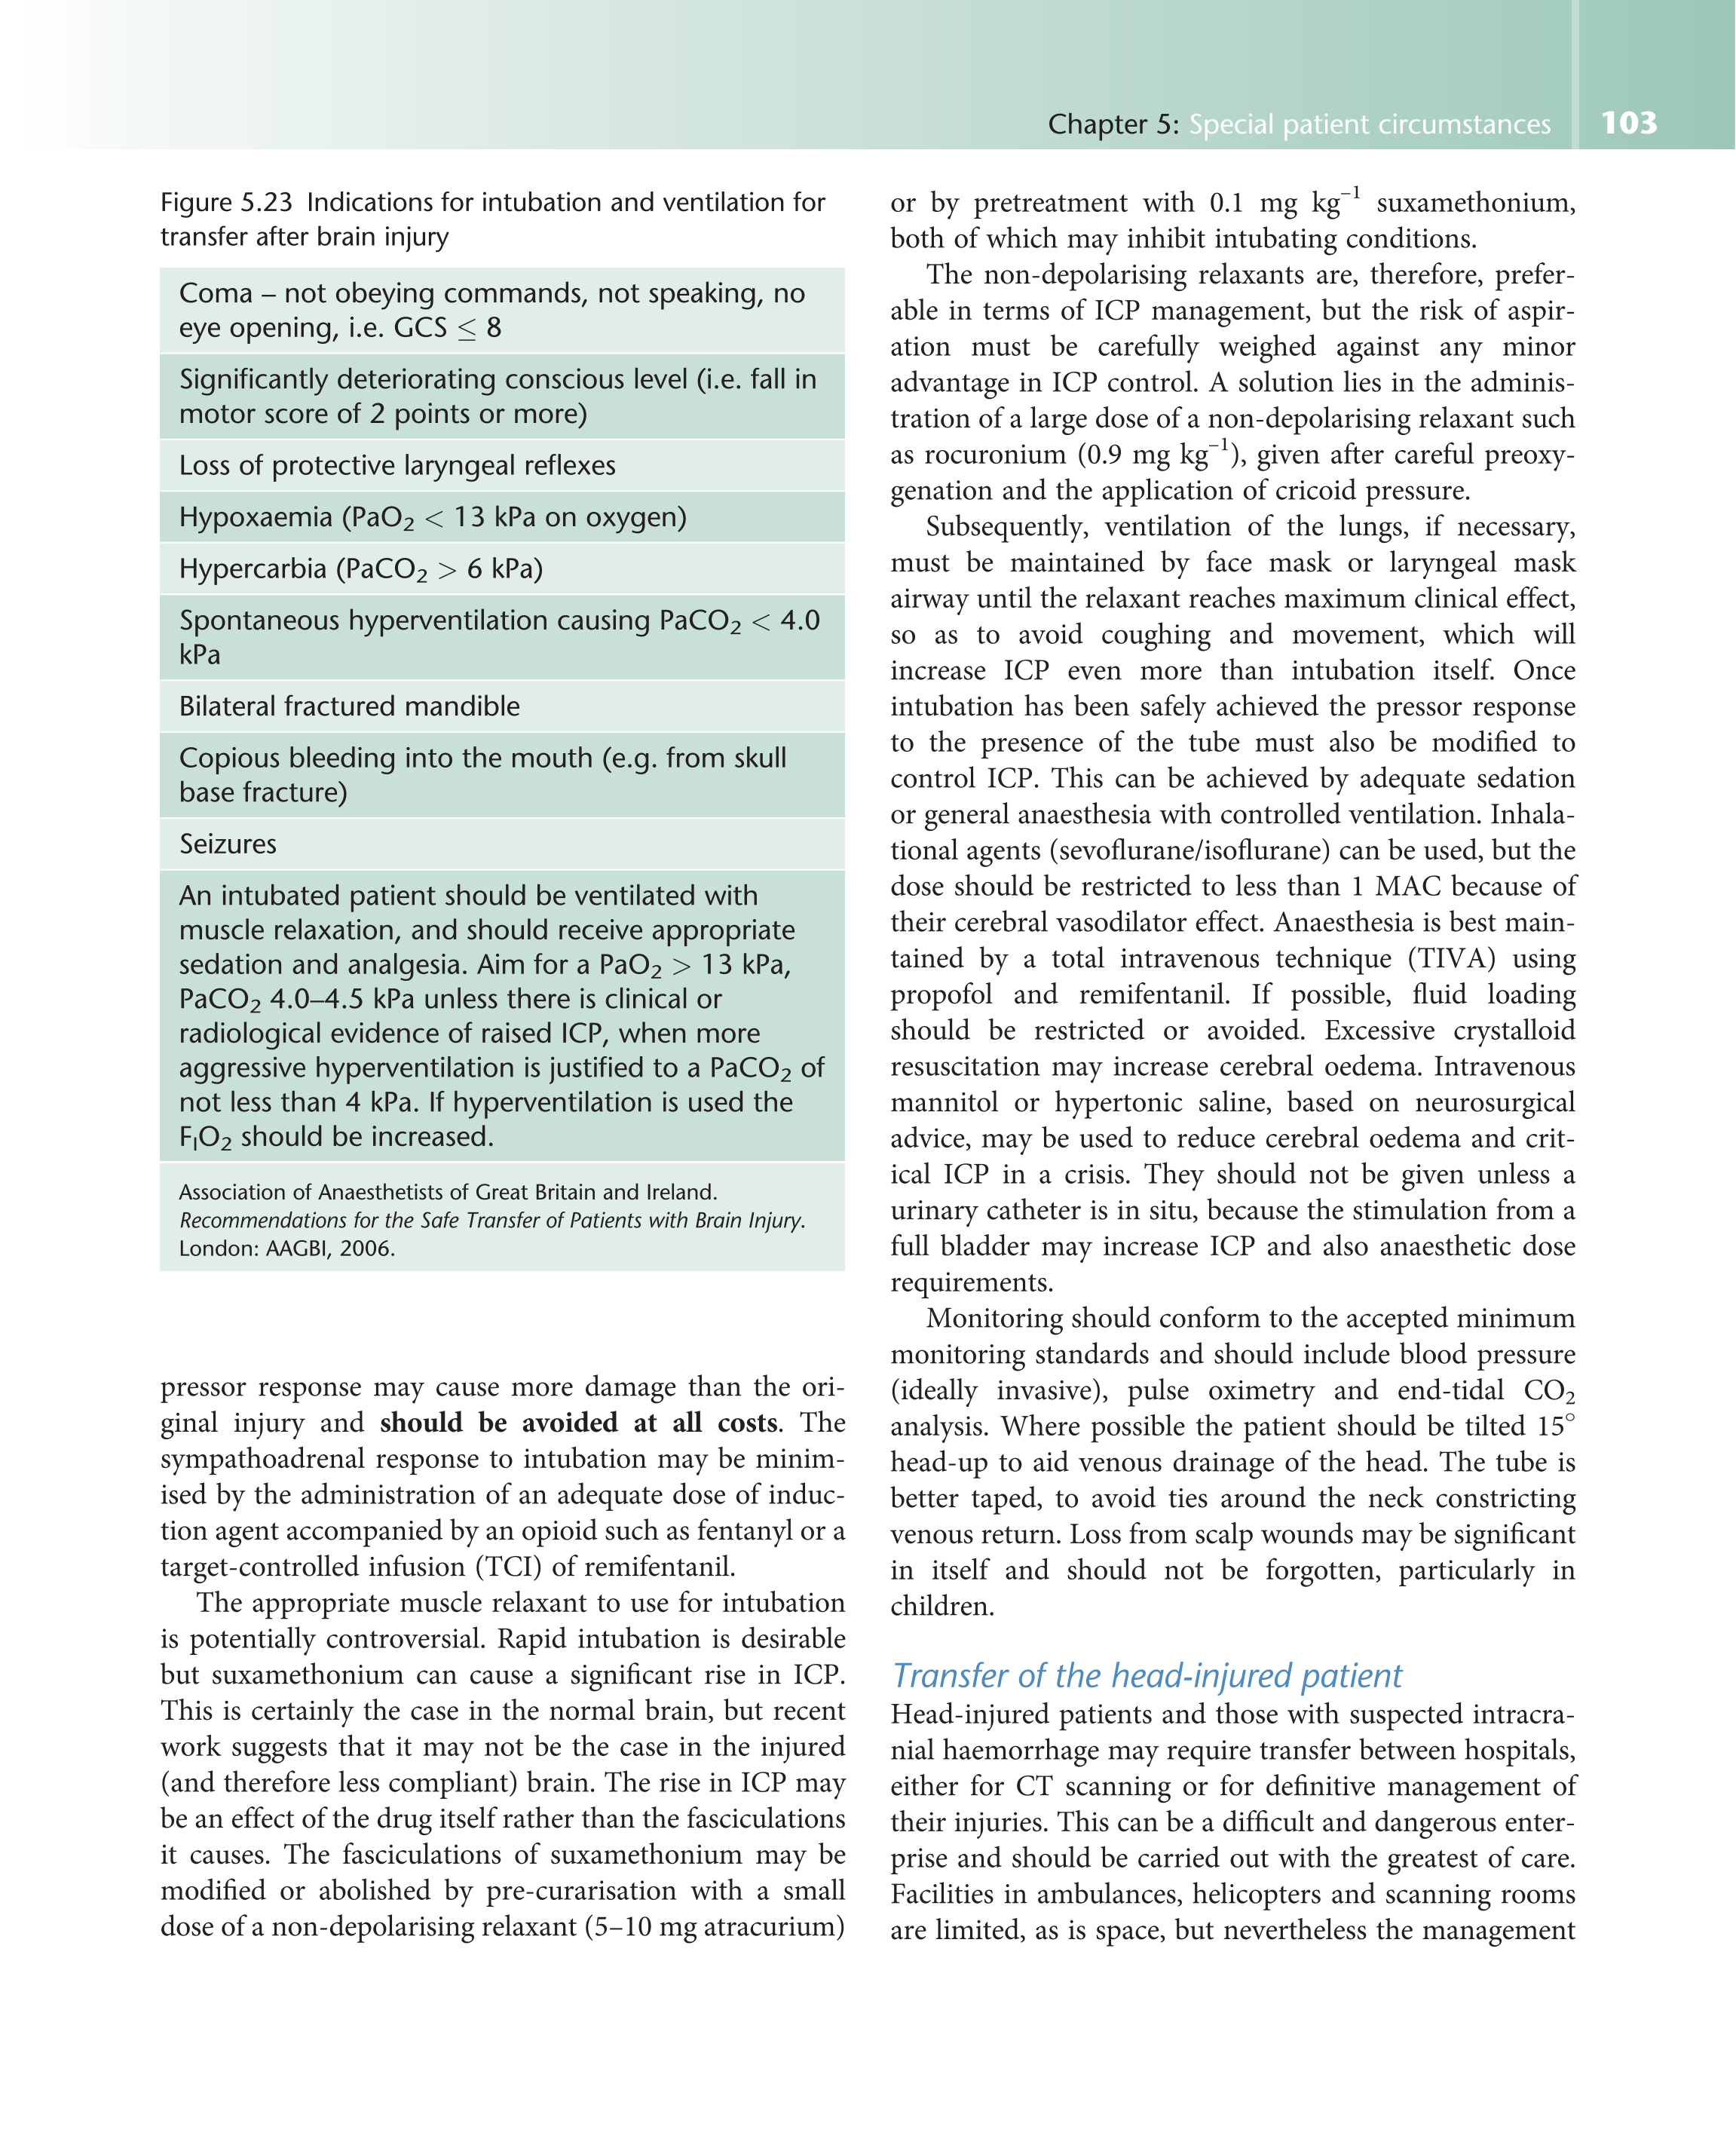 Chapter 5: Special patient circumstances 103
Figure 5.23 Indications for intubation and ventilation for
transfer after brain injury
Coma – not obeying commands, not speaking, no
eye opening, i.e. GCS ≤ 8
Significantly deteriorating conscious level (i.e. fall in
motor score of 2 points or more)
Loss of protective laryngeal reflexes
Hypoxaemia (PaO₂ < 13 kPa on oxygen)
Hypercarbia (PaCO₂ > 6 kPa)
Spontaneous hyperventilation causing PaCO₂ < 4.0
kPa
Bilateral fractured mandible
Copious bleeding into the mouth (e.g. from skull
base fracture)
Seizures
An intubated patient should be ventilated with
muscle relaxation, and should receive appropriate
sedation and analgesia. Aim for a PaO₂ > 13 kPa,
PaCO₂ 4.0–4.5 kPa unless there is clinical or
radiological evidence of raised ICP, when more
aggressive hyperventilation is justified to a PaCO₂ of
not less than 4 kPa. If hyperventilation is used the
FIO₂ should be increased.
Association of Anaesthetists of Great Britain and Ireland.
Recommendations for the Safe Transfer of Patients with Brain Injury.
London: AAGBI, 2006.
pressor response may cause more damage than the ori-
ginal injury and should be avoided at all costs. The
sympathoadrenal response to intubation may be minim-
ised by the administration of an adequate dose of induc-
tion agent accompanied by an opioid such as fentanyl or a
target-controlled infusion (TCI) of remifentanil.
The appropriate muscle relaxant to use for intubation
is potentially controversial. Rapid intubation is desirable
but suxamethonium can cause a significant rise in ICP.
This is certainly the case in the normal brain, but recent
work suggests that it may not be the case in the injured
(and therefore less compliant) brain. The rise in ICP may
be an effect of the drug itself rather than the fasciculations
it causes. The fasciculations of suxamethonium may be
modified or abolished by pre-curarisation with a small
dose of a non-depolarising relaxant (5–10 mg atracurium)
or by pretreatment with 0.1 mg kg⁻¹ suxamethonium,
both of which may inhibit intubating conditions.
The non-depolarising relaxants are, therefore, prefer-
able in terms of ICP management, but the risk of aspir-
ation must be carefully weighed against any minor
advantage in ICP control. A solution lies in the adminis-
tration of a large dose of a non-depolarising relaxant such
as rocuronium (0.9 mg kg⁻¹), given after careful preoxy-
genation and the application of cricoid pressure.
Subsequently, ventilation of the lungs, if necessary,
must be maintained by face mask or laryngeal mask
airway until the relaxant reaches maximum clinical effect,
so as to avoid coughing and movement, which will
increase ICP even more than intubation itself. Once
intubation has been safely achieved the pressor response
to the presence of the tube must also be modified to
control ICP. This can be achieved by adequate sedation
or general anaesthesia with controlled ventilation. Inhala-
tional agents (sevoflurane/isoflurane) can be used, but the
dose should be restricted to less than 1 MAC because of
their cerebral vasodilator effect. Anaesthesia is best main-
tained by a total intravenous technique (TIVA) using
propofol and remifentanil. If possible, fluid loading
should be restricted or avoided. Excessive crystalloid
resuscitation may increase cerebral oedema. Intravenous
mannitol or hypertonic saline, based on neurosurgical
advice, may be used to reduce cerebral oedema and crit-
ical ICP in a crisis. They should not be given unless a
urinary catheter is in situ, because the stimulation from a
full bladder may increase ICP and also anaesthetic dose
requirements.
Monitoring should conform to the accepted minimum
monitoring standards and should include blood pressure
(ideally invasive), pulse oximetry and end-tidal CO₂
analysis. Where possible the patient should be tilted 15°
head-up to aid venous drainage of the head. The tube is
better taped, to avoid ties around the neck constricting
venous return. Loss from scalp wounds may be significant
in itself and should not be forgotten, particularly in
children.
Transfer of the head-injured patient
Head-injured patients and those with suspected intracra-
nial haemorrhage may require transfer between hospitals,
either for CT scanning or for definitive management of
their injuries. This can be a difficult and dangerous enter-
prise and should be carried out with the greatest of care.
Facilities in ambulances, helicopters and scanning rooms
are limited, as is space, but nevertheless the management